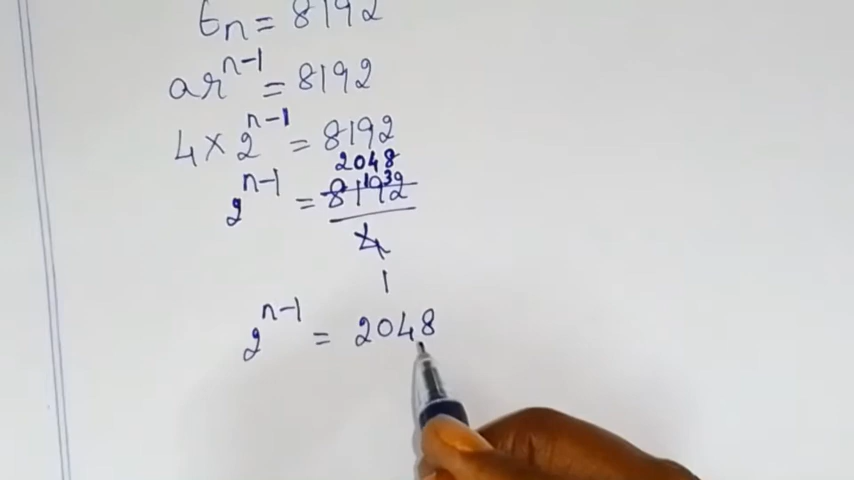 tn = 8192
ar^n-1 = 8192
4 × 2^n-1 = 8192
2048
2^n-1 = 8192
4
1
2^n-1 = 2048